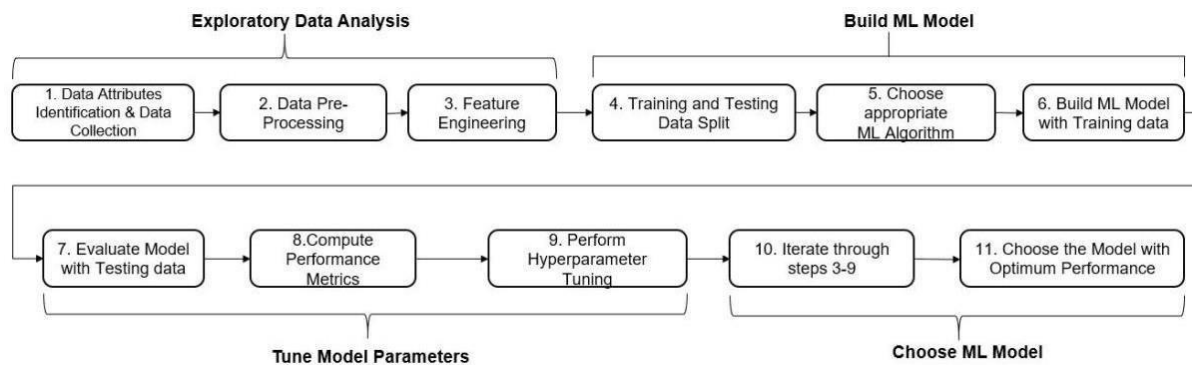 Exploratory Data Analysis
Build ML Model
1. Data Attributes
Identification & Data
Collection
2. Data Pre-
Processing
3. Feature
Engineering
4. Training and Testing
Data Split
5. Choose
appropriate
ML Algorithm
6. Build ML Model
with Training data
7. Evaluate Model
with Testing data
8.Compute
Performance
Metrics
9. Perform
Hyperparameter
Tuning
10. Iterate through
steps 3-9
11. Choose the Model with
Optimum Performance
Tune Model Parameters
Choose ML Model